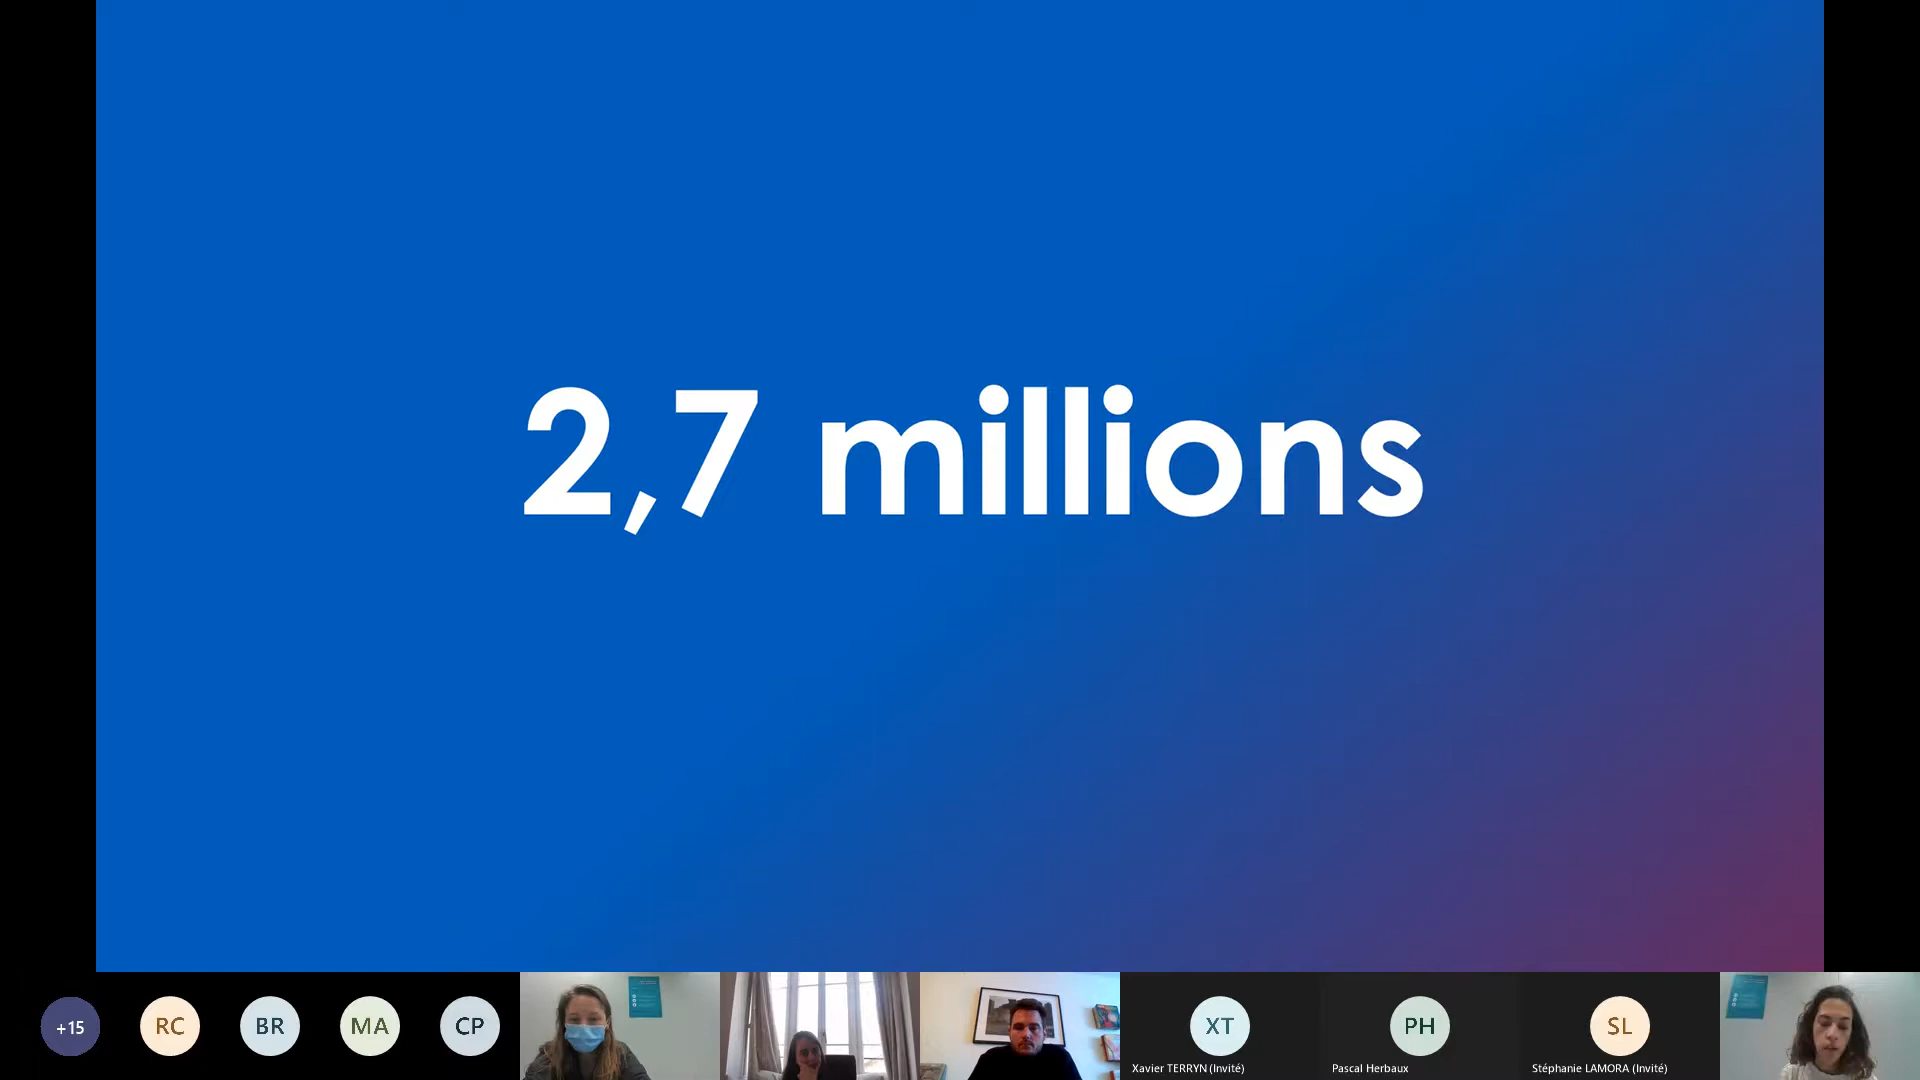 2,7 millions
+15
RC
BR
MA
CP
XT
PH
SL
Xavier TERRYN (Invité)
Pascal Herbaux
Stéphanie LAMORA (Invité)